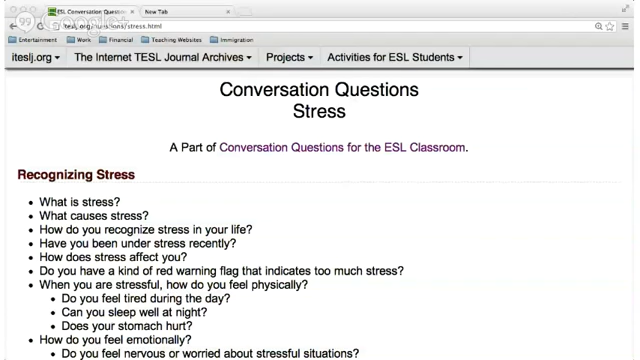 ESL Conversation Questions
New Tab
iteslj.org/questions/stress.html
Google+
Entertainment Work Financial Teaching Websites Immigration
iteslj.org The Internet TESL Journal Archives Projects Activities for ESL Students
Conversation Questions
Stress
A Part of Conversation Questions for the ESL Classroom.
Recognizing Stress
What is stress?
What causes stress?
How do you recognize stress in your life?
Have you been under stress recently?
How does stress affect you?
Do you have a kind of red warning flag that indicates too much stress?
When you are stressful, how do you feel physically?
Do you feel tired during the day?
Can you sleep well at night?
Does your stomach hurt?
How do you feel emotionally?
Do you feel nervous or worried about stressful situations?